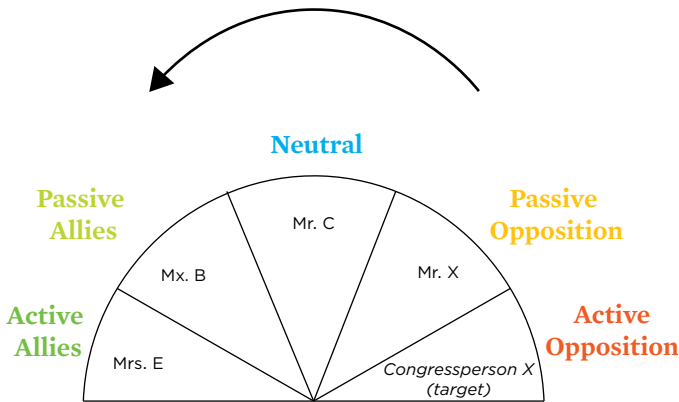 Neutral
Passive
Allies
Passive
Opposition
Mr. C
Mx. B
Mr. X
Active
Allies
Active
Opposition
Mrs. E
Congressperson X
(target)